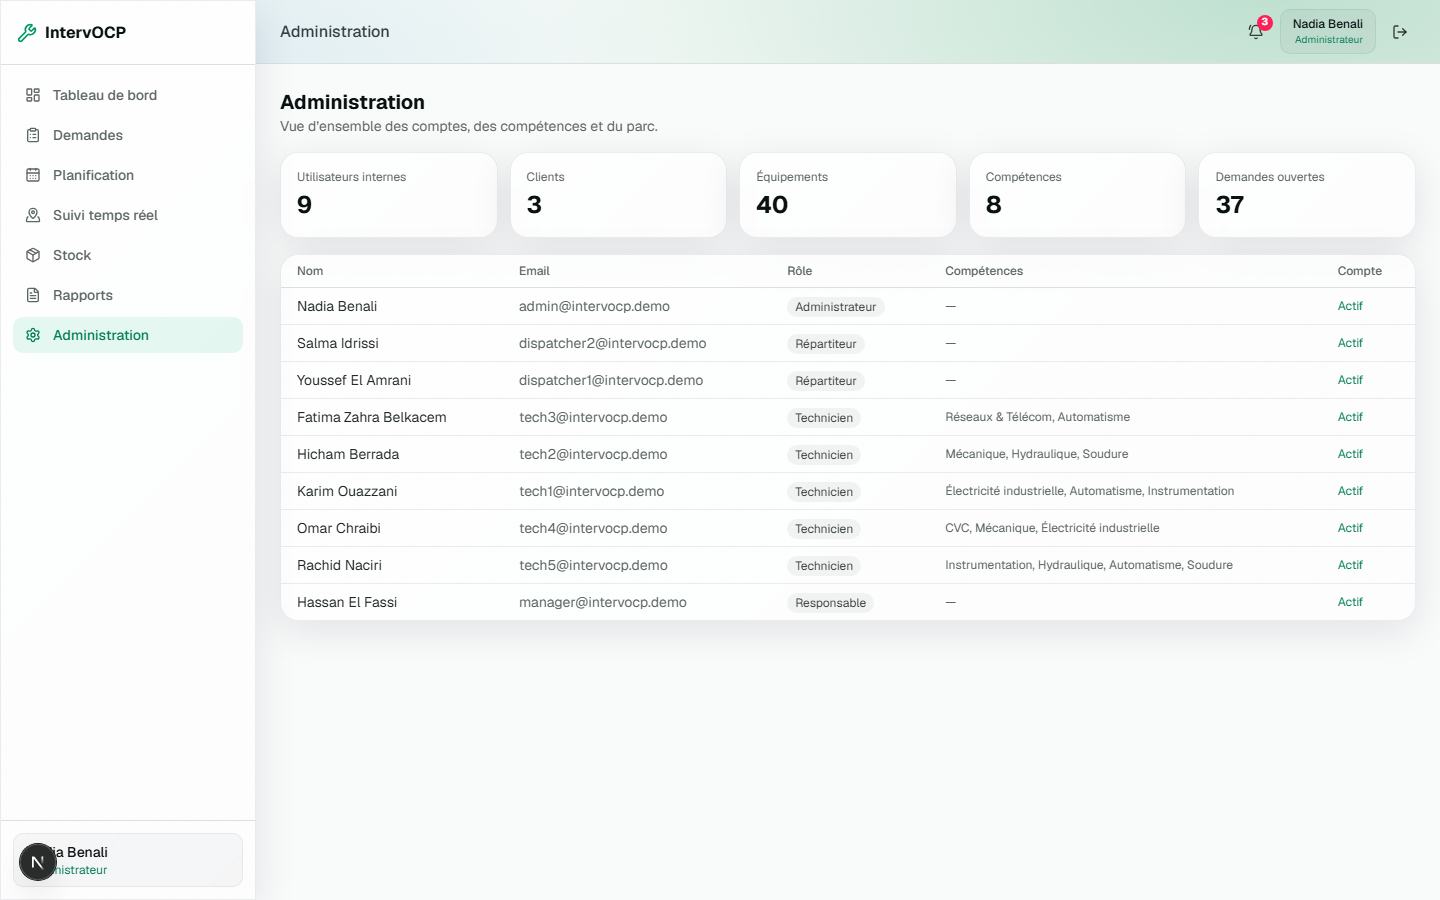 IntervOCP
Administration
3
Nadia Benali
Administrateur
Tableau de bord
Demandes
Planification
Suivi temps réel
Stock
Rapports
Administration
Administration
Vue d'ensemble des comptes, des compétences et du parc.
Utilisateurs internes
9
Clients
3
Équipements
40
Compétences
8
Demandes ouvertes
37
Nom Email Rôle Compétences Compte
Nadia Benali admin@intervocp.demo Administrateur — Actif
Salma Idrissi dispatcher2@intervocp.demo Répartiteur — Actif
Youssef El Amrani dispatcher1@intervocp.demo Répartiteur — Actif
Fatima Zahra Belkacem tech3@intervocp.demo Technicien Réseaux & Télécom, Automatisme Actif
Hicham Berrada tech2@intervocp.demo Technicien Mécanique, Hydraulique, Soudure Actif
Karim Ouazzani tech1@intervocp.demo Technicien Électricité industrielle, Automatisme, Instrumentation Actif
Omar Chraibi tech4@intervocp.demo Technicien CVC, Mécanique, Électricité industrielle Actif
Rachid Naciri tech5@intervocp.demo Technicien Instrumentation, Hydraulique, Automatisme, Soudure Actif
Hassan El Fassi manager@intervocp.demo Responsable — Actif
N
Benali